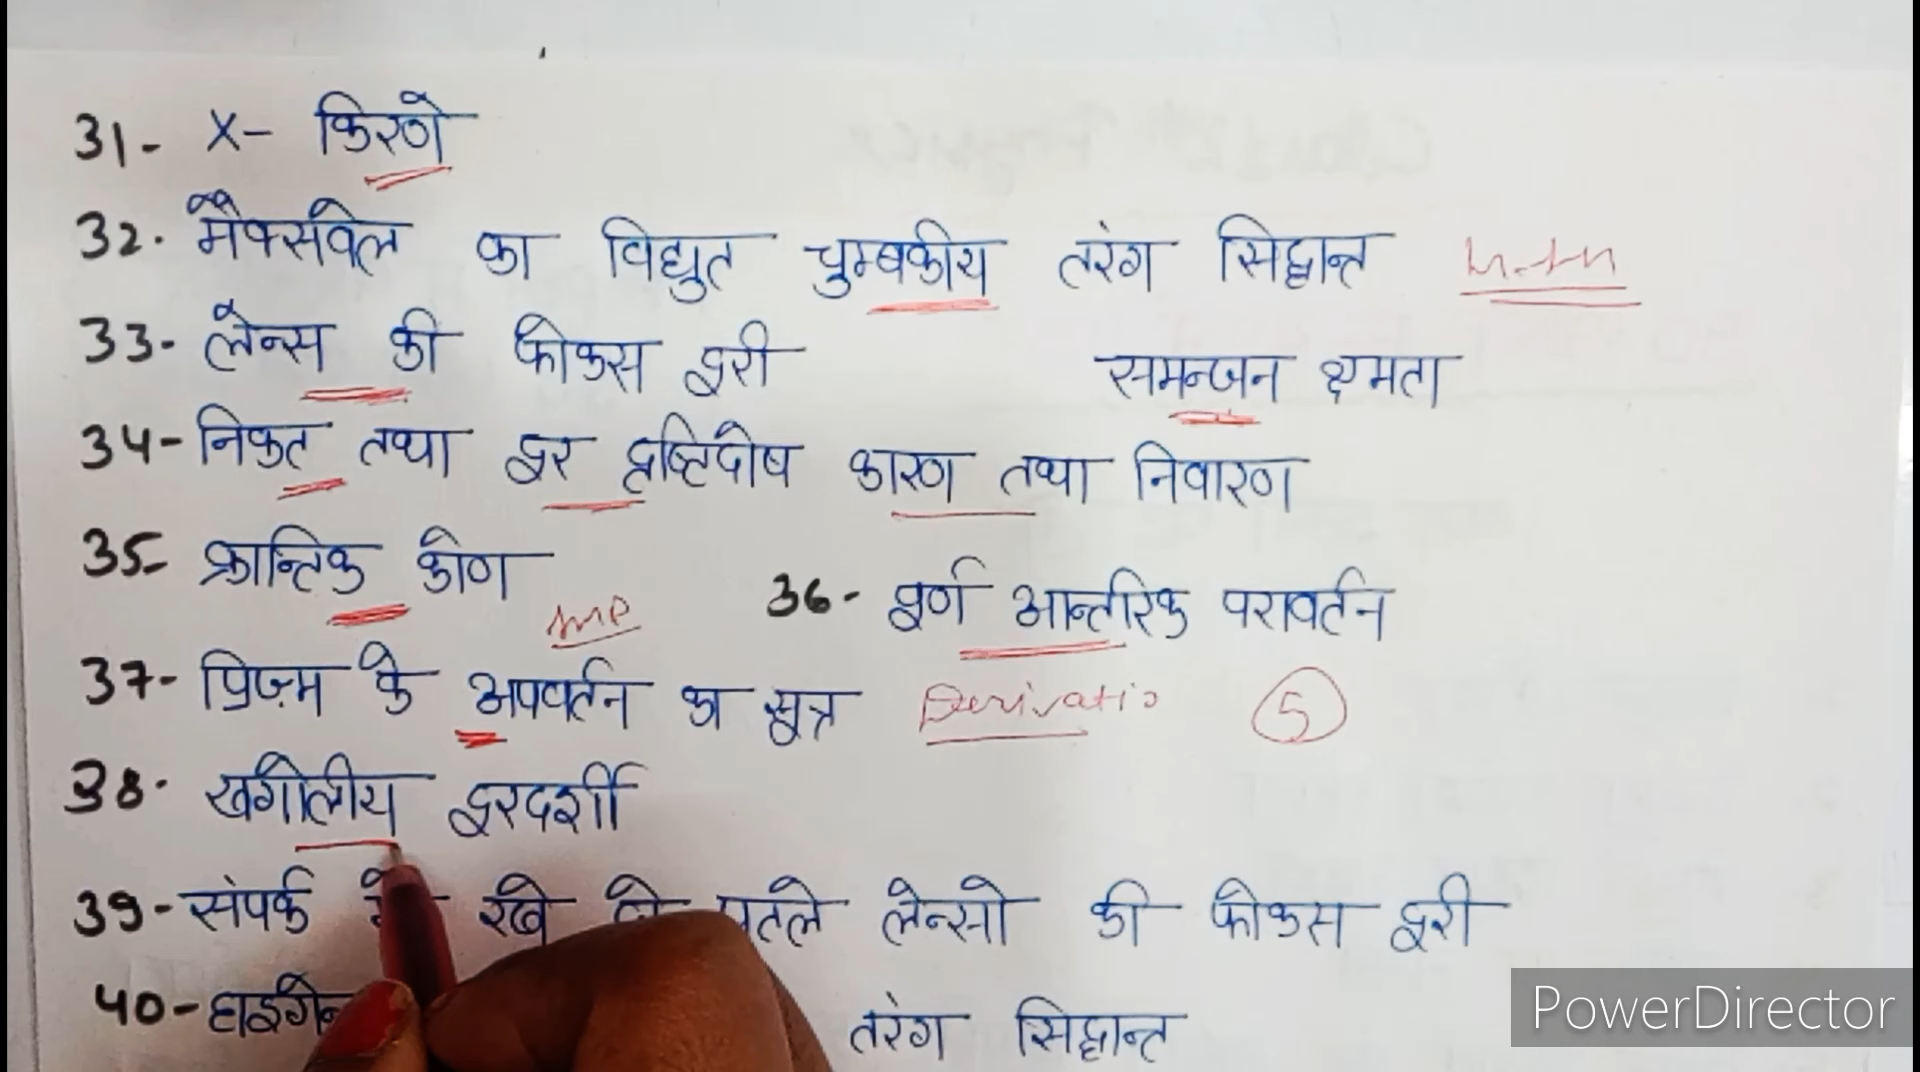 31- X- किरणे
32. मैक्सवेल का विद्युत चुम्बकीय तरंग सिद्धान्त
33- लेन्स की फोकस दूरी समन्जन क्षमता
34- निकट तथा दूर दृष्टिदोष कारण तथा निवारण
35- क्रान्तिक कोण
36- पूर्ण आन्तरिक परावर्तन
Imp
37- प्रिज़्म के अपवर्तन का सूत्र Derivatio 5
38. खगोलीय दूरदर्शी
39- संपर्क रखे पतले लेन्सो की फोकस दूरी
40- तरंग सिद्धान्त
PowerDirector